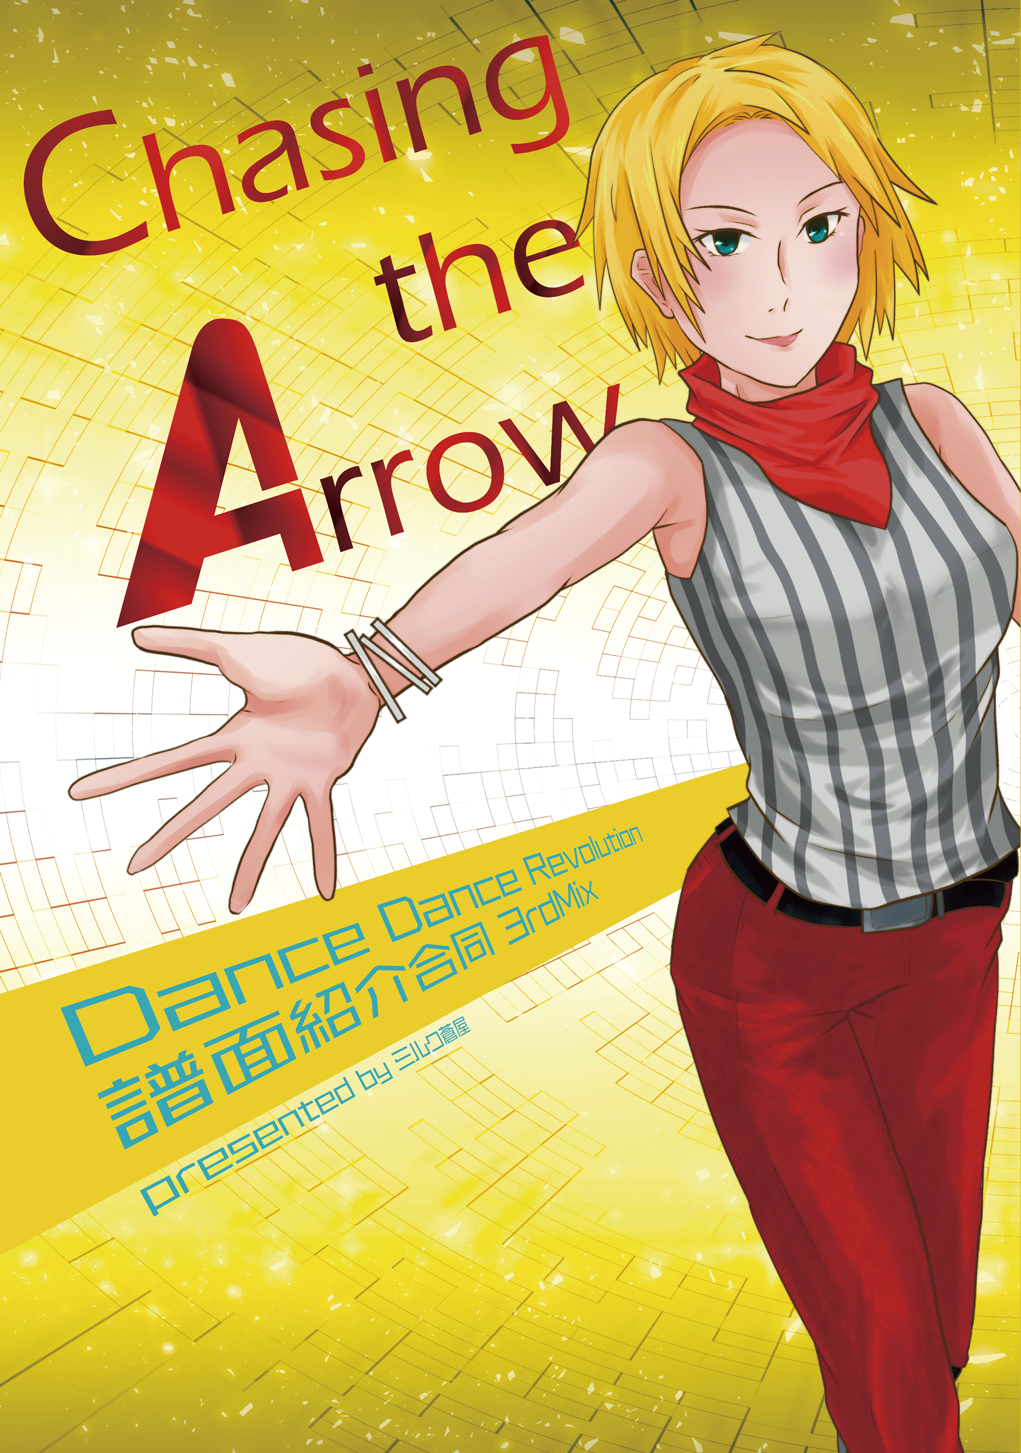 Chasing
the
Arrow
Dance Dance Revolution
譜面紹介合同 3rdMix
presented by ミルク蒼屋